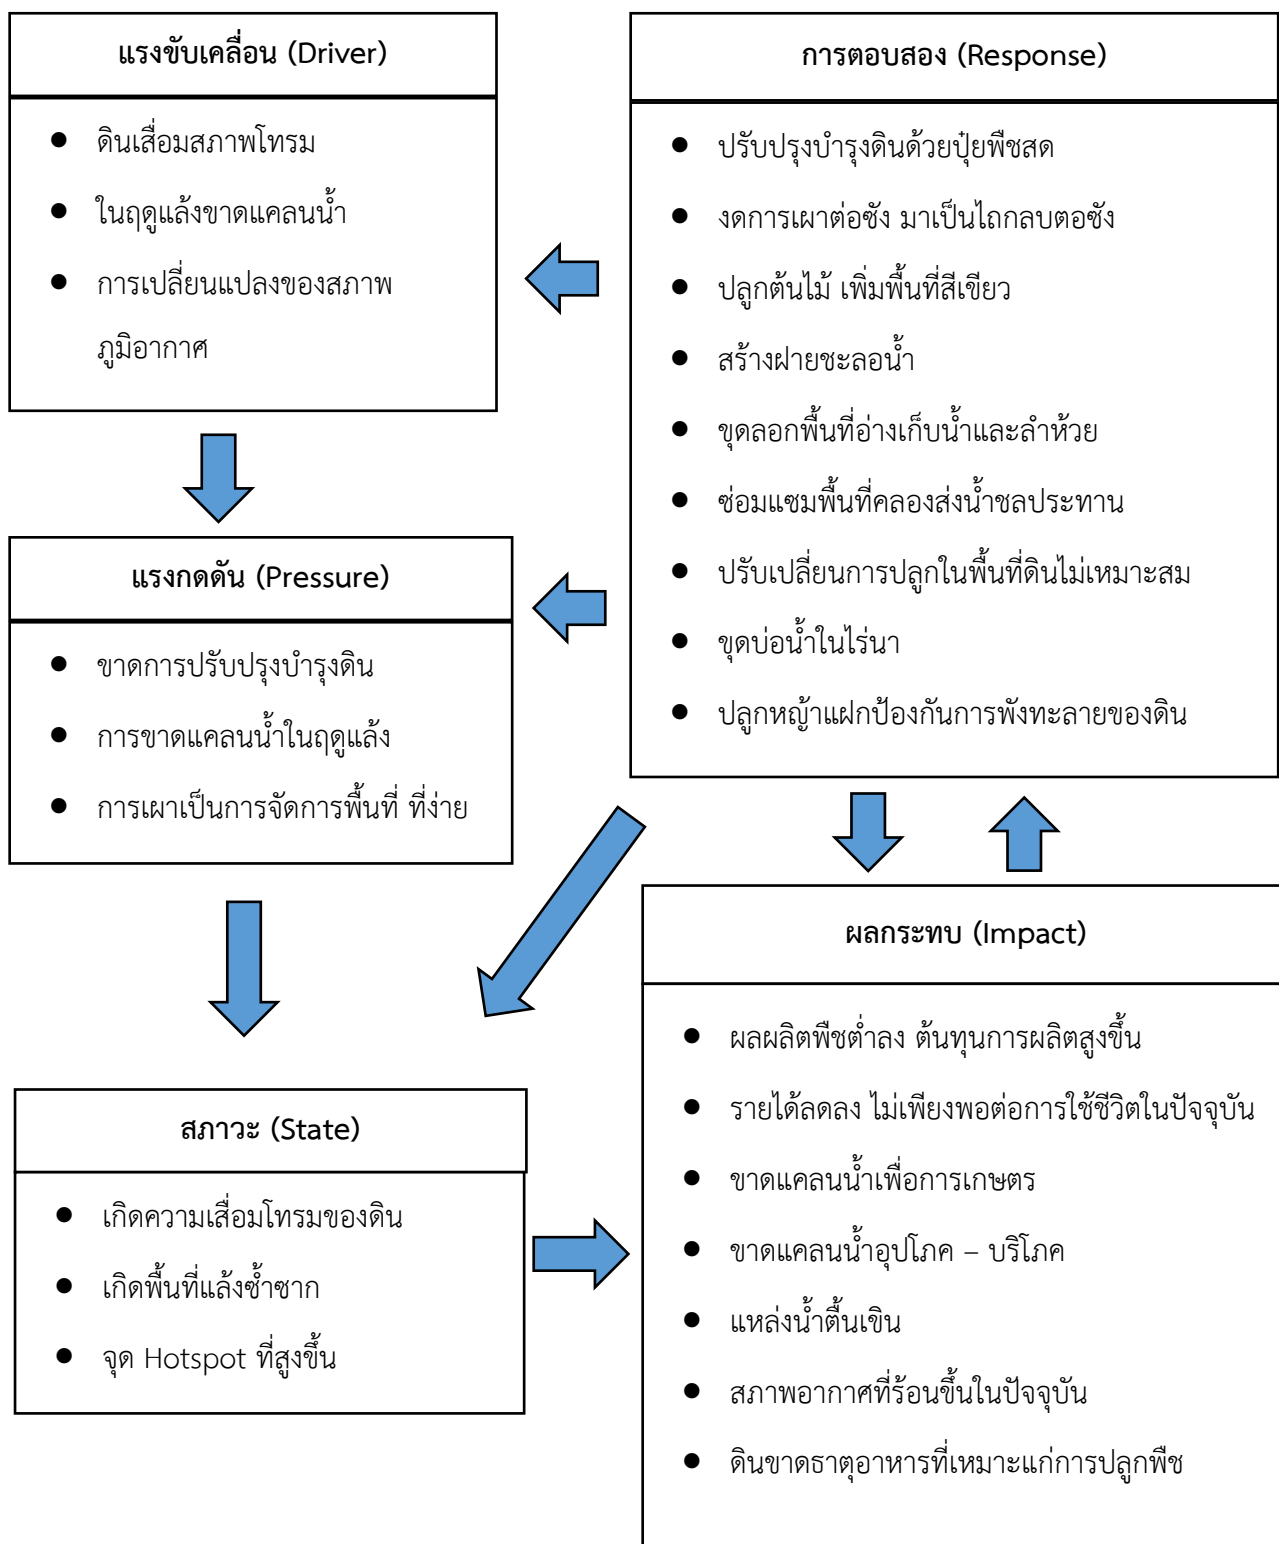 แรงขับเคลื่อน (Driver)
● ดินเสื่อมสภาพโทรม
● ในฤดูแล้งขาดแคลนน้ำ
● การเปลี่ยนแปลงของสภาพ
ภูมิอากาศ
แรงกดดัน (Pressure)
● ขาดการปรับปรุงบำรุงดิน
● การขาดแคลนน้ำในฤดูแล้ง
● การเผาเป็นการจัดการพื้นที่ ที่ง่าย
สภาวะ (State)
● เกิดความเสื่อมโทรมของดิน
● เกิดพื้นที่แล้งซ้ำซาก
● จุด Hotspot ที่สูงขึ้น
การตอบสอง (Response)
● ปรับปรุงบำรุงดินด้วยปุ๋ยพืชสด
● งดการเผาต่อซัง มาเป็นไถกลบตอซัง
● ปลูกต้นไม้ เพิ่มพื้นที่สีเขียว
● สร้างฝายชะลอน้ำ
● ขุดลอกพื้นที่อ่างเก็บน้ำและลำห้วย
● ซ่อมแซมพื้นที่คลองส่งน้ำชลประทาน
● ปรับเปลี่ยนการปลูกในพื้นที่ดินไม่เหมาะสม
● ขุดบ่อน้ำในไร่นา
● ปลูกหญ้าแฝกป้องกันการพังทะลายของดิน
ผลกระทบ (Impact)
● ผลผลิตพืชต่ำลง ต้นทุนการผลิตสูงขึ้น
● รายได้ลดลง ไม่เพียงพอต่อการใช้ชีวิตในปัจจุบัน
● ขาดแคลนน้ำเพื่อการเกษตร
● ขาดแคลนน้ำอุปโภค – บริโภค
● แหล่งน้ำตื้นเขิน
● สภาพอากาศที่ร้อนขึ้นในปัจจุบัน
● ดินขาดธาตุอาหารที่เหมาะแก่การปลูกพืช